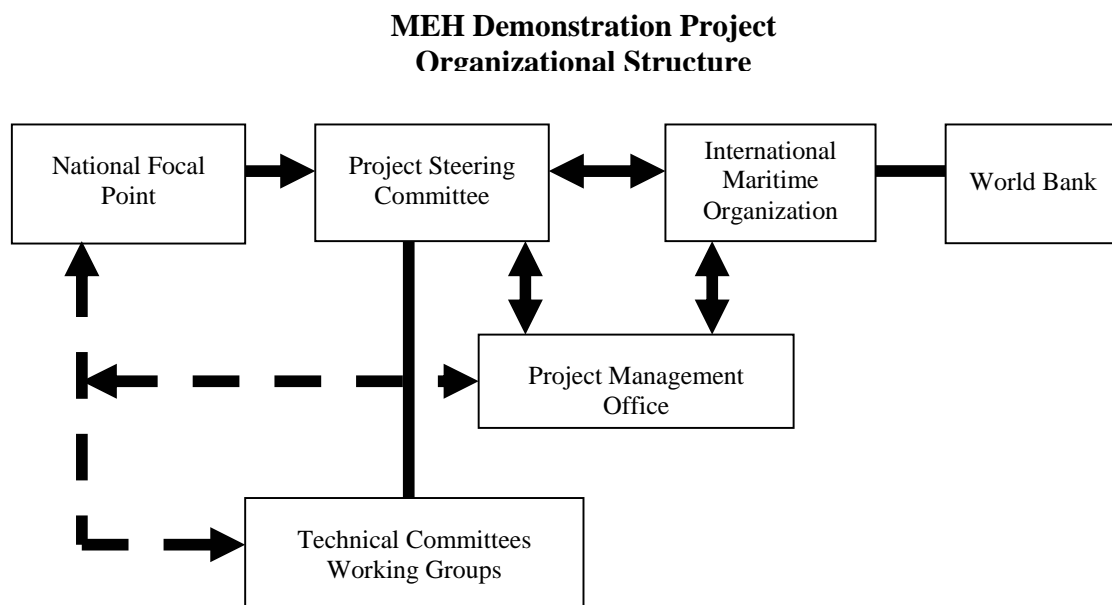 MEH Demonstration Project
Organizational Structure
National Focal
Point
Project Steering
Committee
International
Maritime
Organization
World Bank
Project Management
Office
Technical Committees
Working Groups